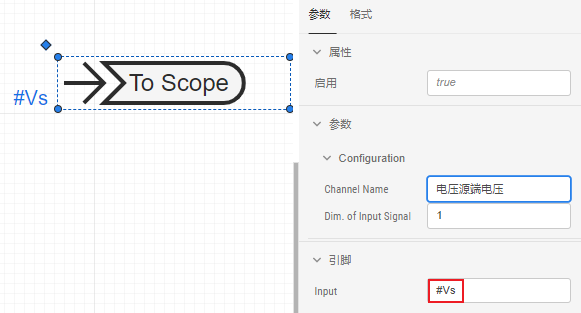 #Vs
To Scope
参数 格式
属性
启用 true
参数
Configuration
Channel Name 电压源端电压
Dim. of Input Signal 1
引脚
Input #Vs